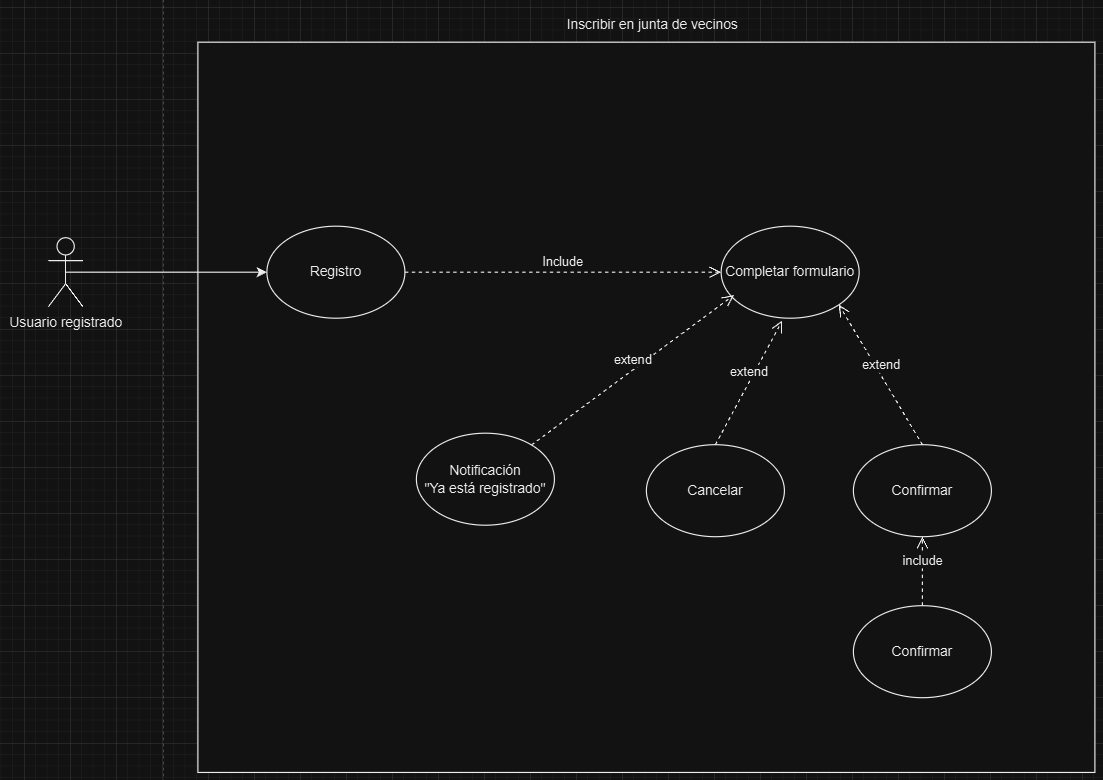 Inscribir en junta de vecinos
Registro
Include
Completar formulario
Usuario registrado
extend
extend
extend
Notificación
"Ya está registrado"
Cancelar
Confirmar
include
Confirmar